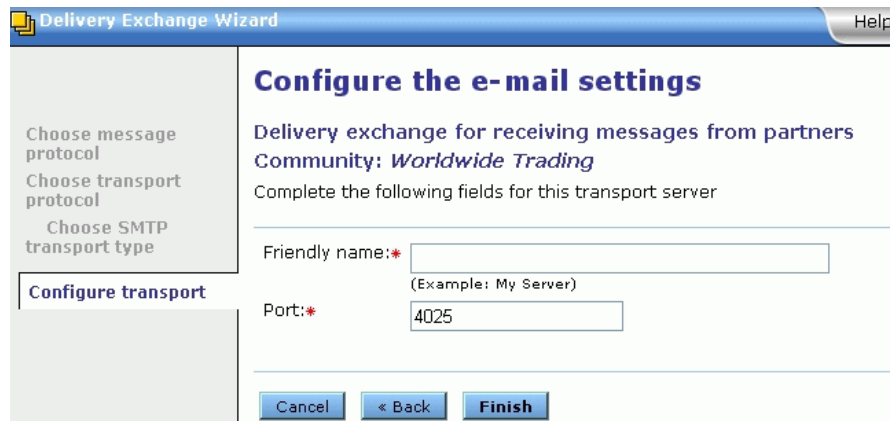 Delivery Exchange Wizard
Help
Configure the e-mail settings
Choose message
protocol
Choose transport
protocol
Choose SMTP
transport type
Configure transport
Delivery exchange for receiving messages from partners
Community: Worldwide Trading
Complete the following fields for this transport server
Friendly name:*
(Example: My Server)
Port:* 4025
Cancel « Back Finish